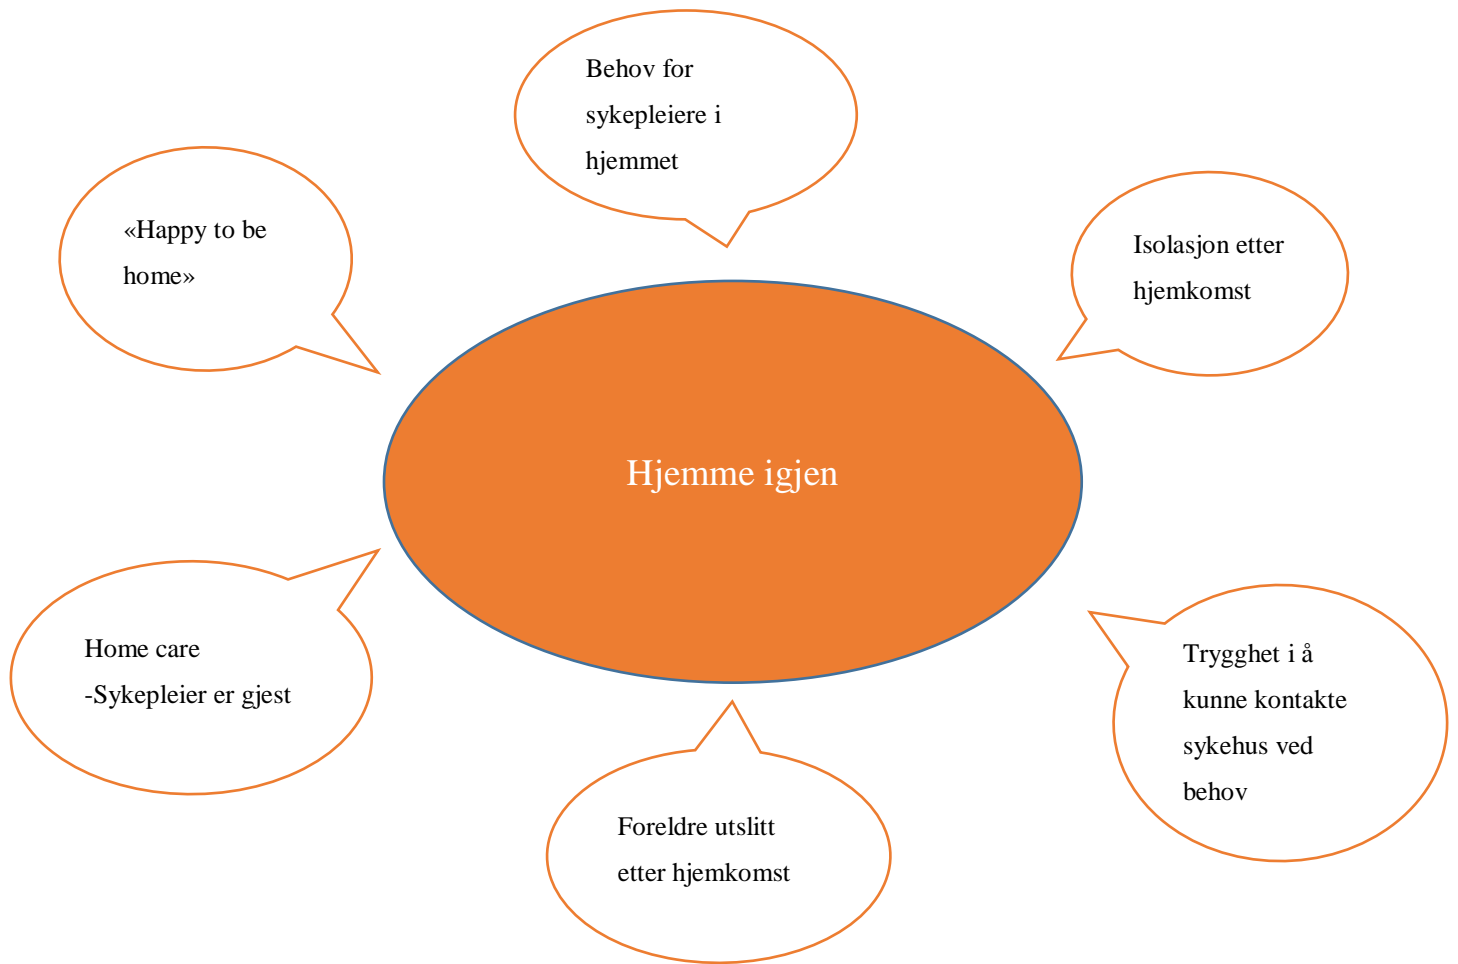 Behov for
sykepleiere i
hjemmet
«Happy to be
home»
Isolasjon etter
hjemkomst
Hjemme igjen
Home care
-Sykepleier er gjest
Trygghet i å
kunne kontakte
sykehus ved
behov
Foreldre utslitt
etter hjemkomst